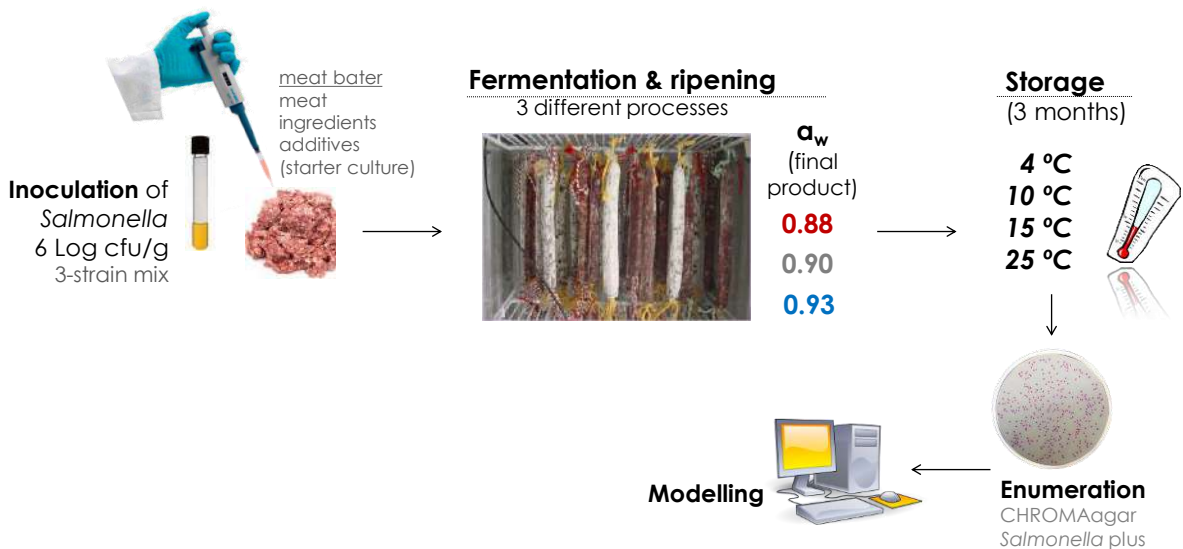 meat bater
meat
ingredients
additives
(starter culture)
Inoculation of
Salmonella
6 Log cfu/g
3-strain mix
Fermentation & ripening
3 different processes
aw
(final
product)
0.88
0.90
0.93
Storage
(3 months)
4 ºC
10 ºC
15 ºC
25 ºC
Enumeration
CHROMAagar
Salmonella plus
Modelling